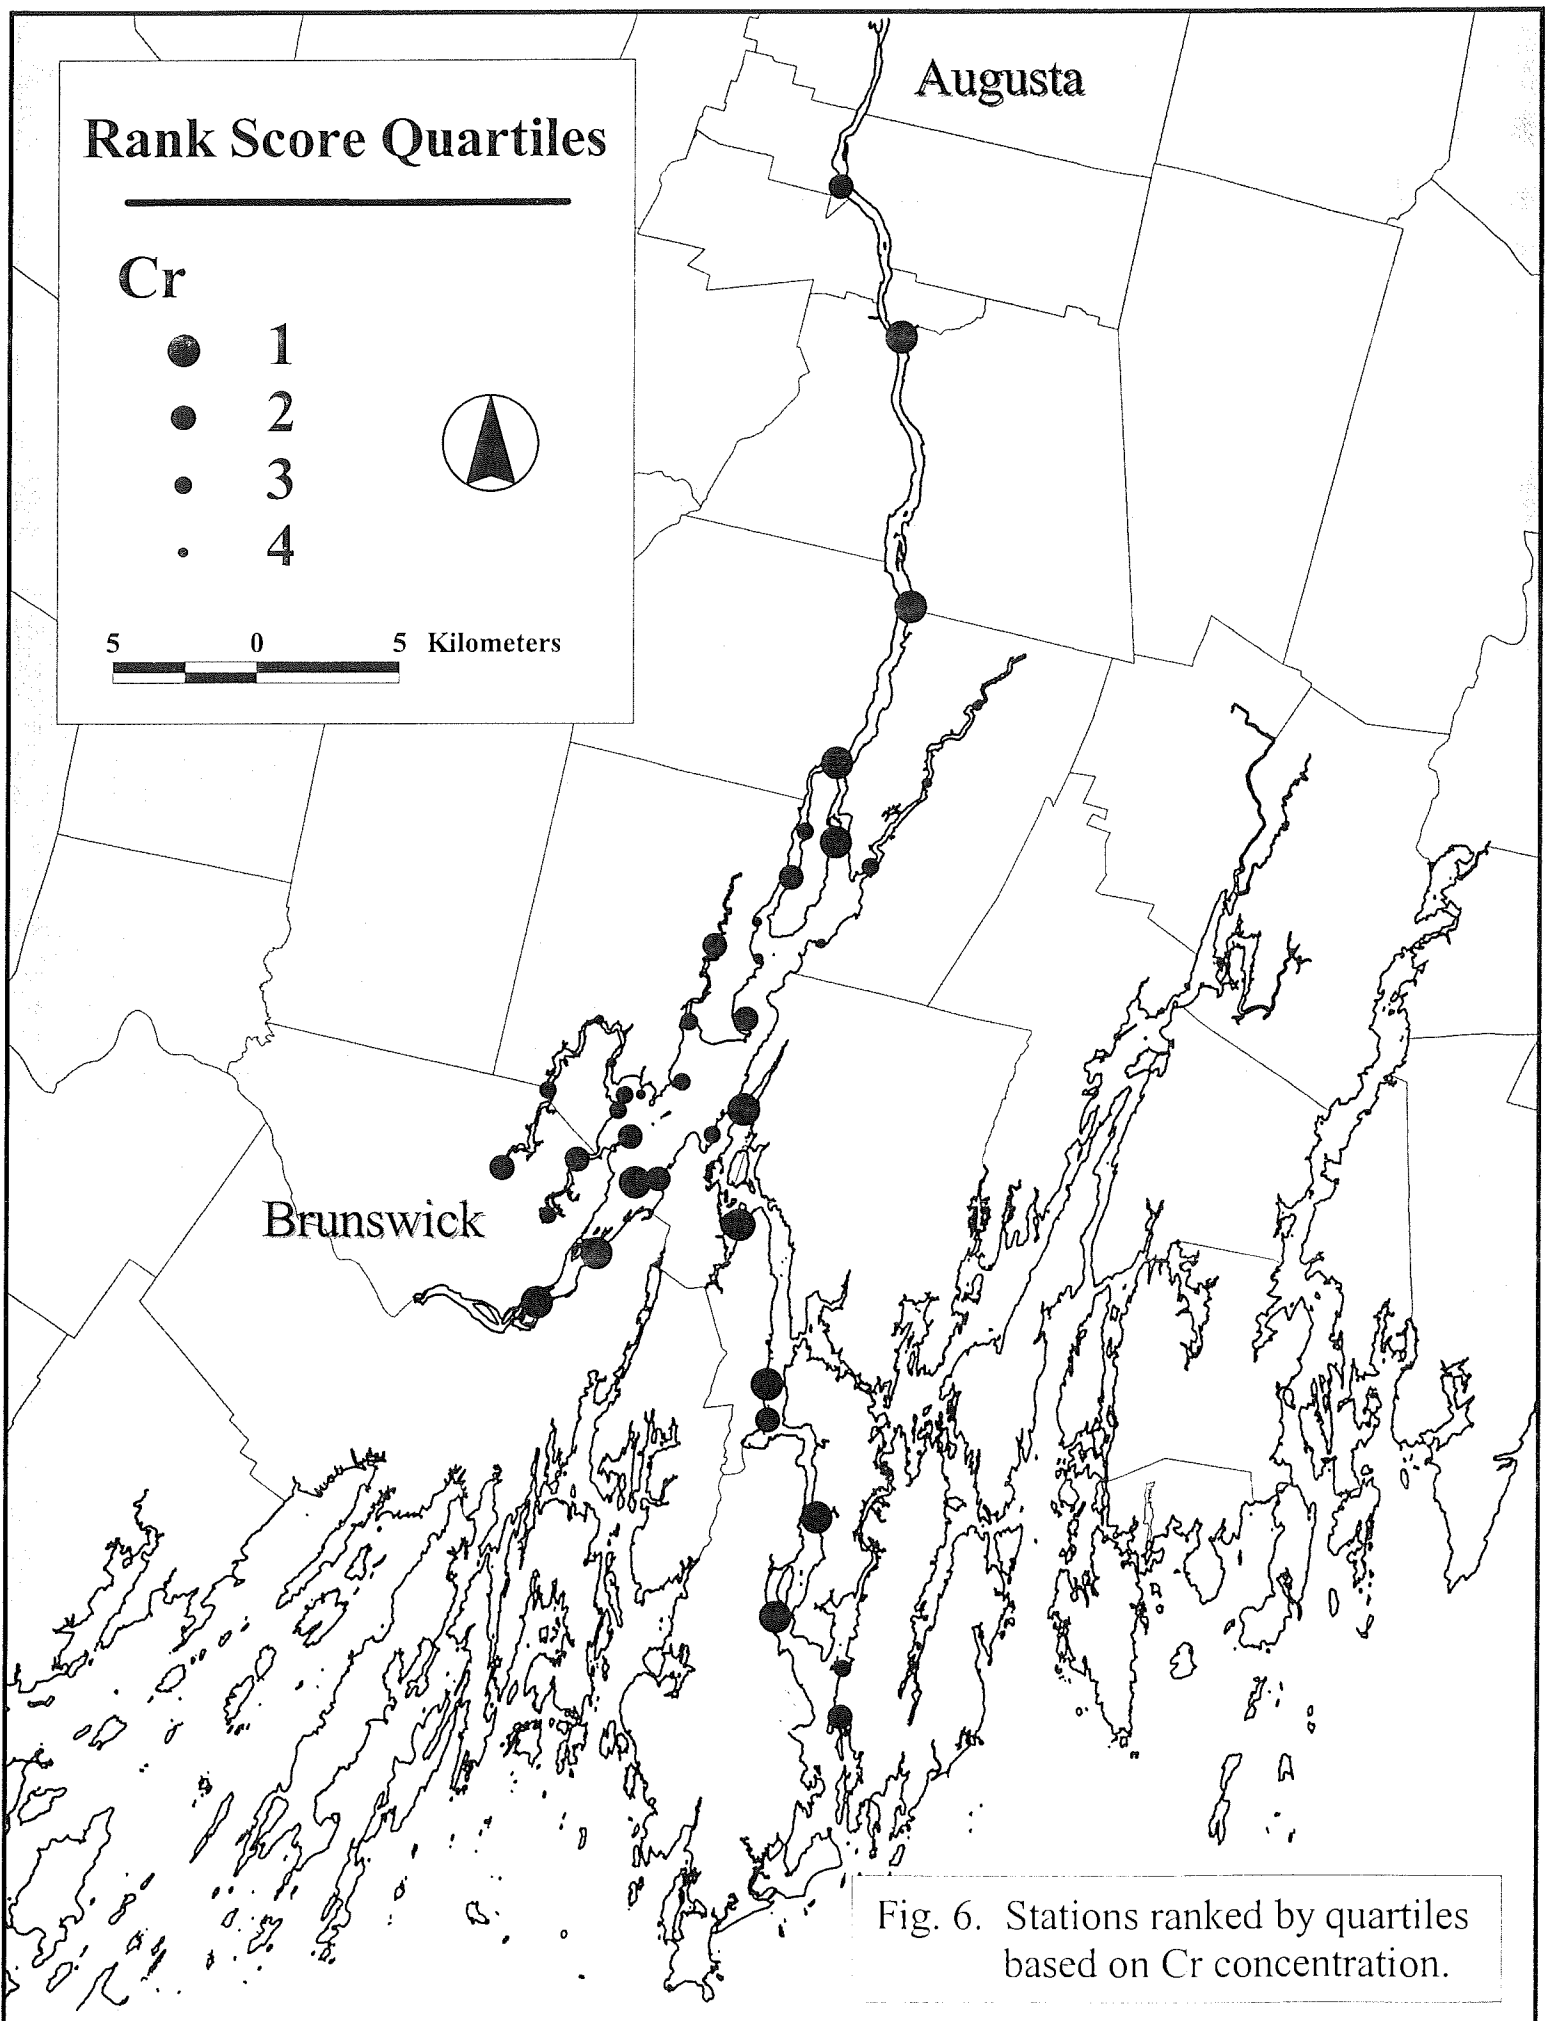 Augusta
Rank Score Quartiles
Cr
1
2
3
4
5 0 5 Kilometers
Brunswick
Fig. 6. Stations ranked by quartiles
based on Cr concentration.